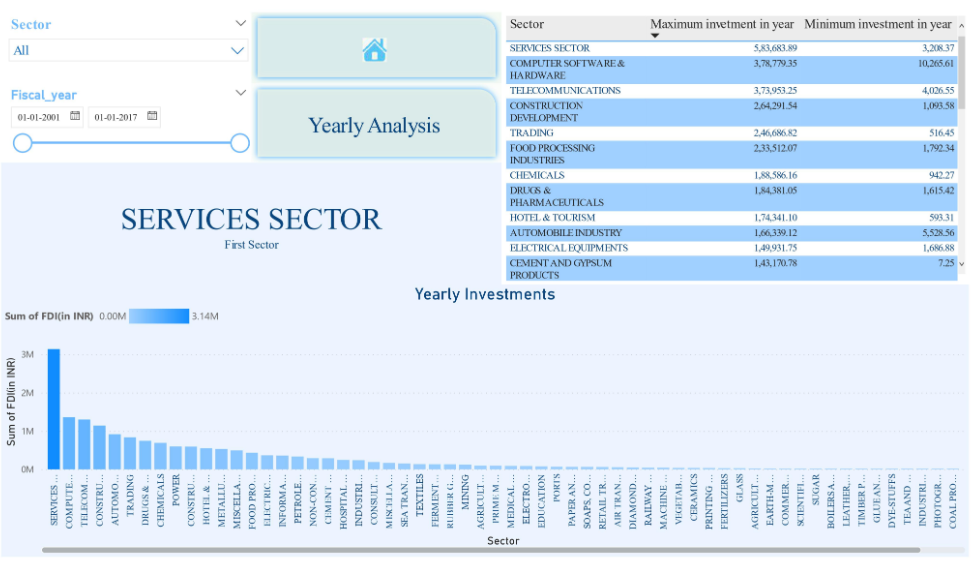 Sector
All
Fiscal_year
01-01-2001 01-01-2017
Yearly Analysis
SERVICES SECTOR
First Sector
Sector Maximum invetment in year Minimum investment in year
SERVICES SECTOR 5,83,683.89 3,208.37
COMPUTER SOFTWARE & 3,78,779.35 10,265.61
HARDWARE
TELECOMMUNICATIONS 3,73,953.25 4,026.55
CONSTRUCTION 2,64,291.54 1,093.58
DEVELOPMENT
TRADING 2,46,686.82 516.45
FOOD PROCESSING 2,33,512.07 1,792.34
INDUSTRIES
CHEMICALS 1,88,586.16 942.27
DRUGS & 1,84,381.05 1,615.42
PHARMACEUTICALS
HOTEL & TOURISM 1,74,341.10 593.31
AUTOMOBILE INDUSTRY 1,66,339.12 5,528.56
ELECTRICAL EQUIPMENTS 1,49,931.75 1,686.88
CEMENT AND GYPSUM 1,43,170.78 7.25
PRODUCTS
Yearly Investments
Sum of FDI(in INR) 0.00M 3.14M
Sum of FDI(in INR)
3M
2M
1M
0M
SERVICES ...
COMPUTE...
TELECOM...
CONSTRU...
AUTOMO...
TRADING
DRUGS & ...
CHEMICALS
POWER
CONSTRU...
HOTEL & ...
METALLU...
MISCELLA...
FOOD PRO...
ELECTRIC...
INFORMA...
PETROLE...
NON-CON...
CEMENT ...
HOSPITAL ...
INDUSTRI...
CONSULT ...
MISCELLA...
SEA TRAN...
TEXTILES
FERMENT...
RUBBER G...
MINING
AGRICULT...
PRIME M...
MEDICAL ...
ELECTRO...
EDUCATION
PORTS
PAPER AN...
SOAPS, CO...
RETAIL TR...
AIR TRAN...
DIAMOND...
RAILWAY ...
MACHINE ...
VEGETAB...
CERAMICS
PRINTING ...
FERTILIZERS
GLASS
AGRICULT...
EARTH-M...
COMMER...
SCIENTIFI...
SUGAR
BOILERS A...
LEATHER,...
TIMBER P...
GLUE AN...
DYE-STUFFS
TEA AND ...
INDUSTRI...
PHOTOGR...
COAL PRO...
Sector